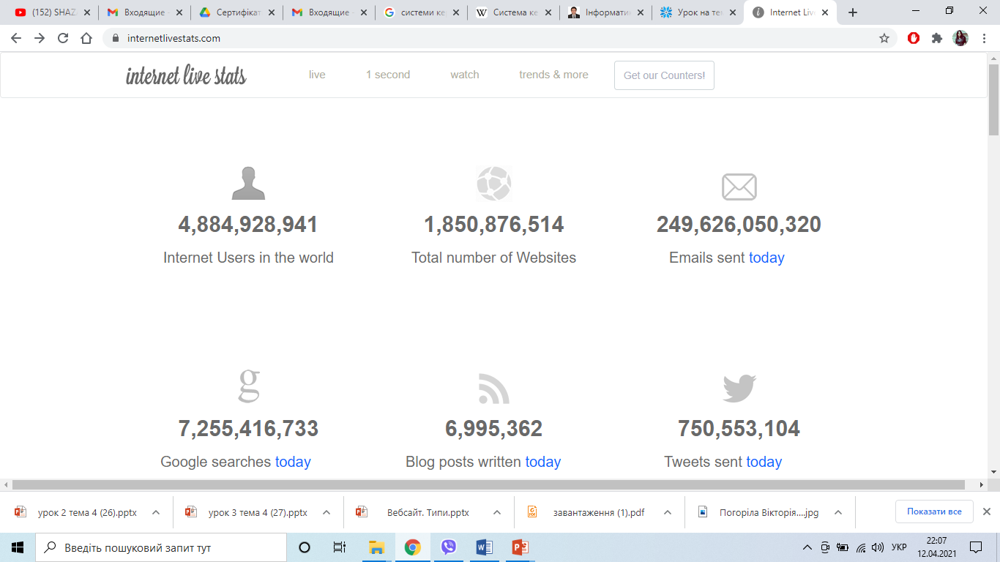 (152) SHAZ
Входящие -
Сертифікат
Входящие -
системи ке
Система ке
Інформати
Урок на те
Internet Liv
internetlivestats.com
internet live stats
live
1 second
watch
trends & more
Get our Counters!
4,884,928,941
1,850,876,514
249,626,050,320
Internet Users in the world
Total number of Websites
Emails sent today
7,255,416,733
6,995,362
750,553,104
Google searches today
Blog posts written today
Tweets sent today
урок 2 тема 4 (26).pptx
урок 3 тема 4 (27).pptx
Вебсайт. Типи.pptx
завантаження (1).pdf
Погоріла Вікторія....jpg
Показати все
Введіть пошуковий запит тут
УКР
22:07
12.04.2021